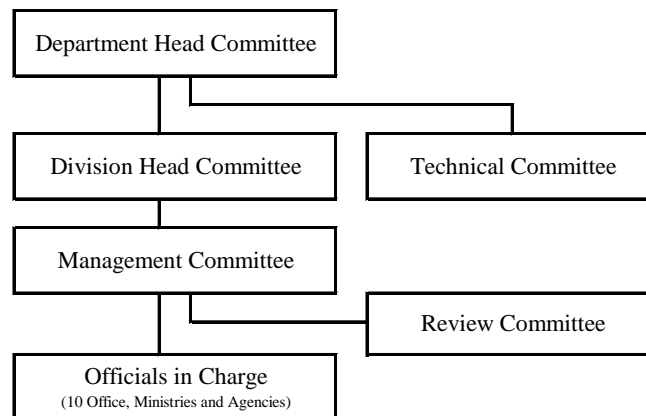 Department Head Committee
Division Head Committee
Technical Committee
Management Committee
Review Committee
Officials in Charge
(10 Office, Ministries and Agencies)